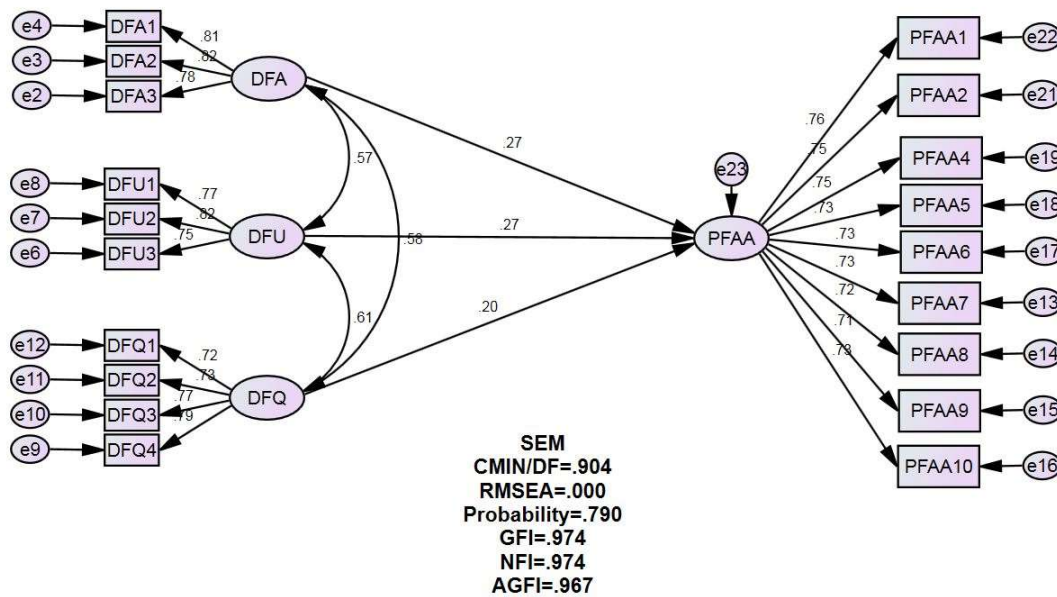 e4
DFA1
.81
e3
DFA2
.82
e2
DFA3
.78
DFA
e8
DFU1
.77
e7
DFU2
.82
e6
DFU3
.75
DFU
e12
DFQ1
.72
e11
DFQ2
.73
e10
DFQ3
.77
e9
DFQ4
.79
DFQ
.57
.58
.61
.27
.27
.20
e23
PFAA
.76
.75
.75
.73
.73
.73
.72
.71
.73
PFAA1
e22
PFAA2
e21
PFAA4
e19
PFAA5
e18
PFAA6
e17
PFAA7
e13
PFAA8
e14
PFAA9
e15
PFAA10
e16
SEM
CMIN/DF=.904
RMSEA=.000
Probability=.790
GFI=.974
NFI=.974
AGFI=.967